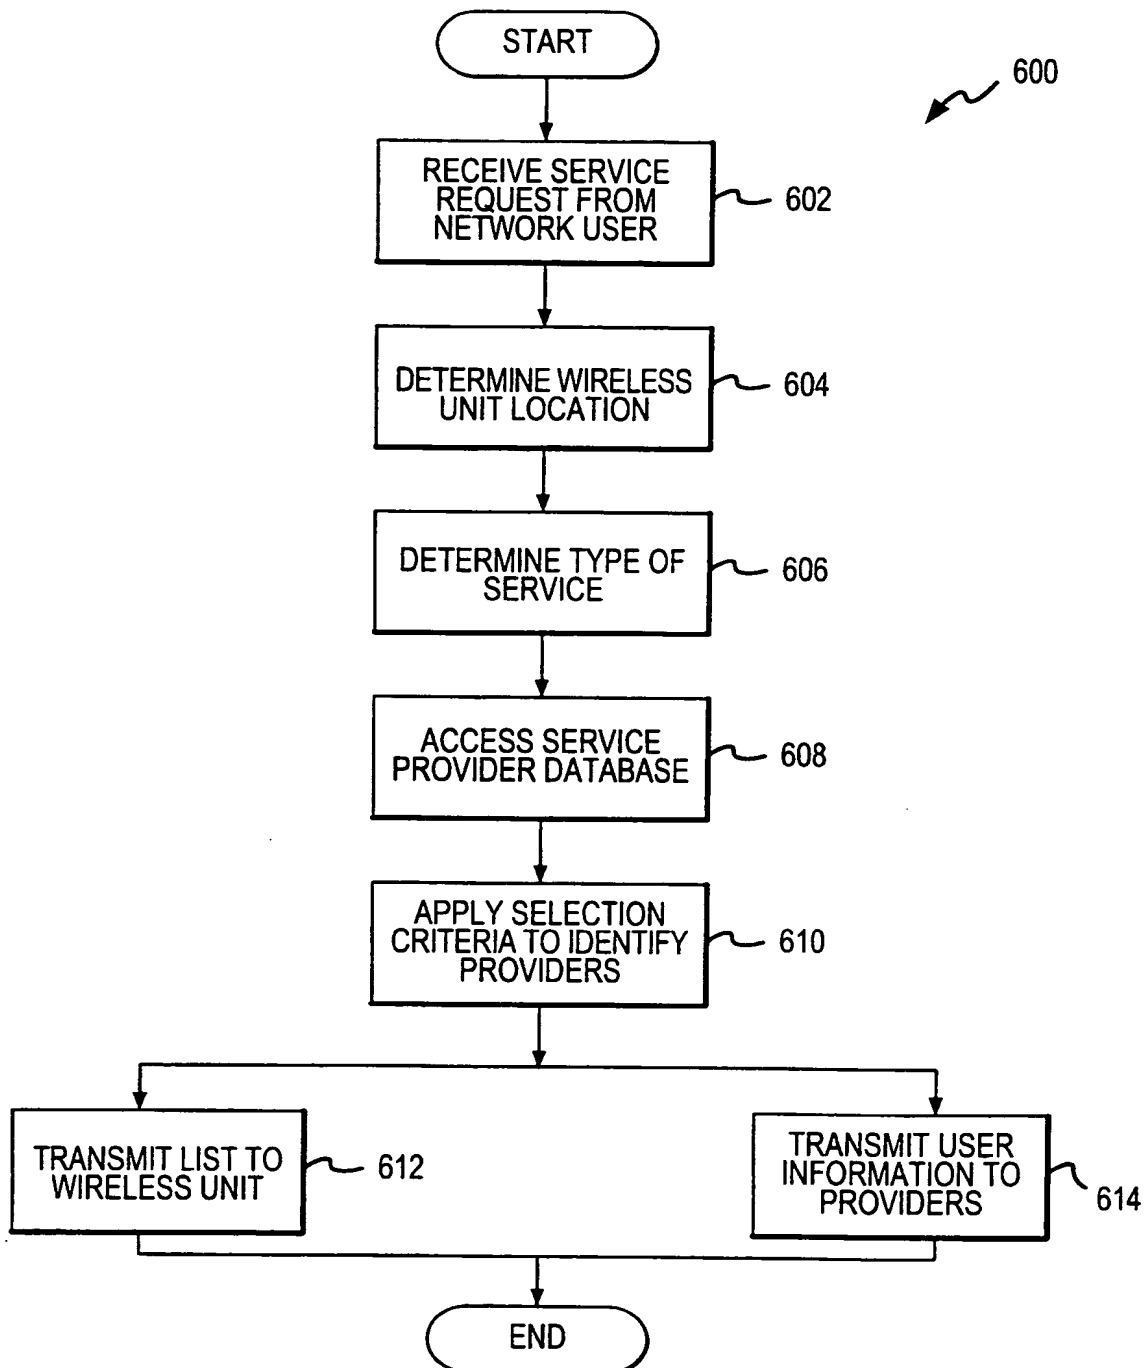 START
600
RECEIVE SERVICE
REQUEST FROM
NETWORK USER
602
DETERMINE WIRELESS
UNIT LOCATION
604
DETERMINE TYPE OF
SERVICE
606
ACCESS SERVICE
PROVIDER DATABASE
608
APPLY SELECTION
CRITERIA TO IDENTIFY
PROVIDERS
610
TRANSMIT LIST TO
WIRELESS UNIT
612
TRANSMIT USER
INFORMATION TO
PROVIDERS
614
END